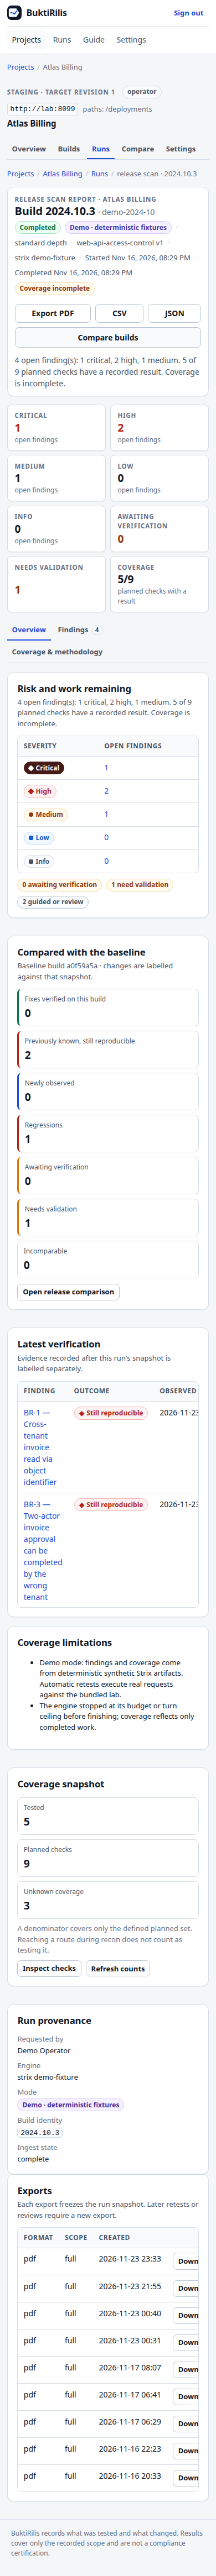 BuktiRilis
Sign out
Projects Runs Guide Settings
Projects / Atlas Billing
STAGING · TARGET REVISION 1 operator
http://lab:8099 paths: /deployments
Atlas Billing
Overview Builds Runs Compare Settings
Projects / Atlas Billing / Runs / release scan · 2024.10.3
RELEASE SCAN REPORT · ATLAS BILLING
Build 2024.10.3 · demo-2024-10
Completed Demo · deterministic fixtures ·
standard depth · web-api-access-control v1 ·
strix demo-fixture · Started Nov 16, 2026, 08:29 PM ·
Completed Nov 16, 2026, 08:29 PM
Coverage incomplete
Export PDF CSV JSON
Compare builds
4 open finding(s): 1 critical, 2 high, 1 medium. 5 of
9 planned checks have a recorded result. Coverage
is incomplete.
CRITICAL
1
open findings
HIGH
2
open findings
MEDIUM
1
open findings
LOW
0
open findings
INFO
0
open findings
AWAITING
VERIFICATION
0
NEEDS VALIDATION
1
COVERAGE
5/9
planned checks with a
result
Overview Findings 4
Coverage & methodology
Risk and work remaining
4 open finding(s): 1 critical, 2 high, 1 medium. 5 of 9
planned checks have a recorded result. Coverage is
incomplete.
SEVERITY OPEN FINDINGS
Critical 1
High 2
Medium 1
Low 0
Info 0
0 awaiting verification 1 need validation
2 guided or review
Compared with the baseline
Baseline build a0f59a5a · changes are labelled
against that snapshot.
Fixes verified on this build
0
Previously known, still reproducible
2
Newly observed
0
Regressions
1
Awaiting verification
0
Needs validation
1
Incomparable
0
Open release comparison
Latest verification
Evidence recorded after this run's snapshot is
labelled separately.
FINDING OUTCOME OBSERVED
BR-1 — Still reproducible 2026-11-23
Cross-
tenant
invoice
read via
object
identifier
BR-3 — Still reproducible 2026-11-23
Two-actor
invoice
approval
can be
completed
by the
wrong
tenant
Coverage limitations
• Demo mode: findings and coverage come
from deterministic synthetic Strix artifacts.
Automatic retests execute real requests
against the bundled lab.
• The engine stopped at its budget or turn
ceiling before finishing; coverage reflects only
completed work.
Coverage snapshot
Tested
5
Planned checks
9
Unknown coverage
3
A denominator covers only the defined planned set.
Reaching a route during recon does not count as
testing it.
Inspect checks Refresh counts
Run provenance
Requested by
Demo Operator
Engine
strix demo-fixture
Mode
Demo · deterministic fixtures
Build identity
2024.10.3
Ingest state
complete
Exports
Each export freezes the run snapshot. Later retests or
reviews require a new export.
FORMAT SCOPE CREATED
pdf full 2026-11-23 23:33 Down
pdf full 2026-11-23 21:55 Down
pdf full 2026-11-23 00:40 Down
pdf full 2026-11-23 00:31 Down
pdf full 2026-11-17 08:07 Down
pdf full 2026-11-17 06:41 Down
pdf full 2026-11-17 06:29 Down
pdf full 2026-11-16 22:23 Down
pdf full 2026-11-16 20:33 Down
BuktiRilis records what was tested and what changed. Results
cover only the recorded scope and are not a compliance
certification.